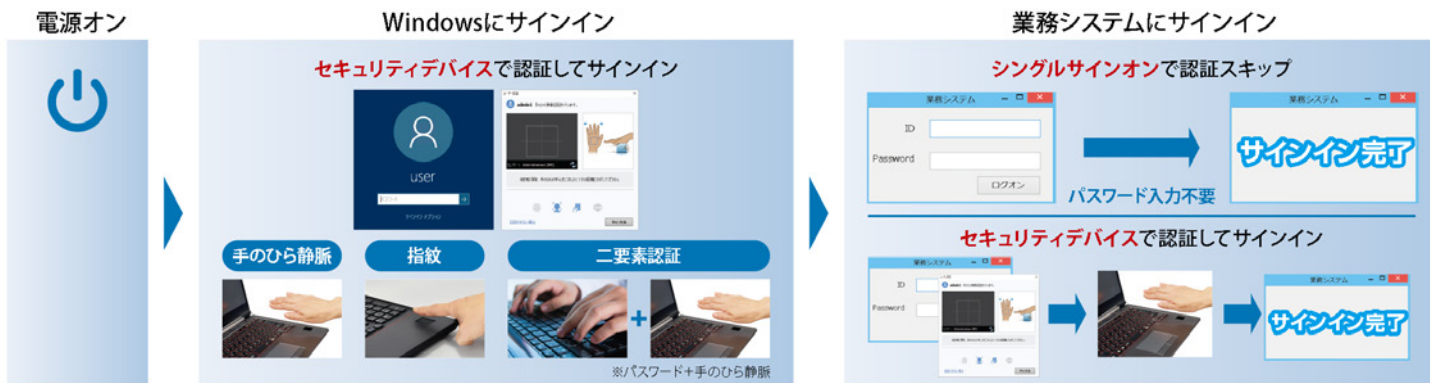 電源オン
Windowsにサインイン
セキュリティデバイスで認証してサインイン
user
手のひら静脈
指紋
二要素認証
+
※パスワード+手のひら静脈
業務システムにサインイン
シングルサインオンで認証スキップ
業務システム
ID
Password
ログオン
パスワード入力不要
業務システム
サインイン完了
セキュリティデバイスで認証してサインイン
業務システム
ID
Password
業務システム
サインイン完了